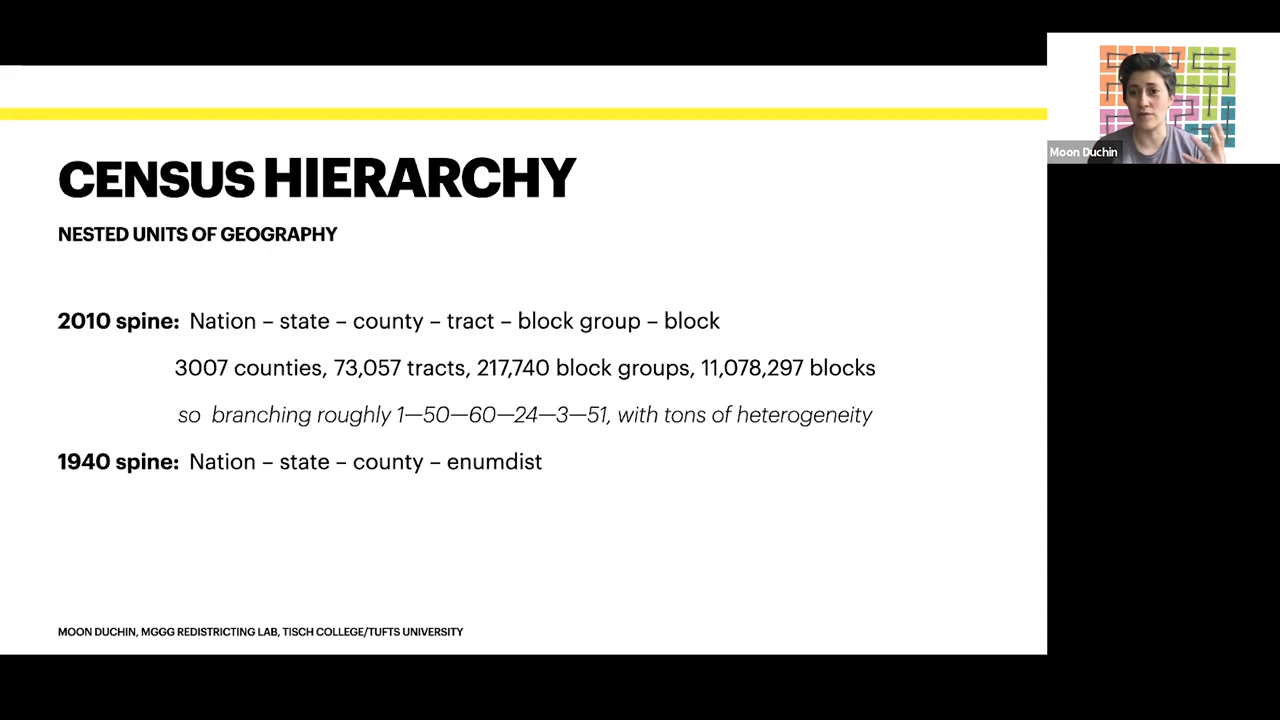 CENSUS HIERARCHY
NESTED UNITS OF GEOGRAPHY
2010 spine: Nation – state – county – tract – block group – block
3007 counties, 73,057 tracts, 217,740 block groups, 11,078,297 blocks
so branching roughly 1—50—60—24—3—51, with tons of heterogeneity
1940 spine: Nation – state – county – enumdist
MOON DUCHIN, MGGG REDISTRICTING LAB, TISCH COLLEGE/TUFTS UNIVERSITY
Moon Duchin